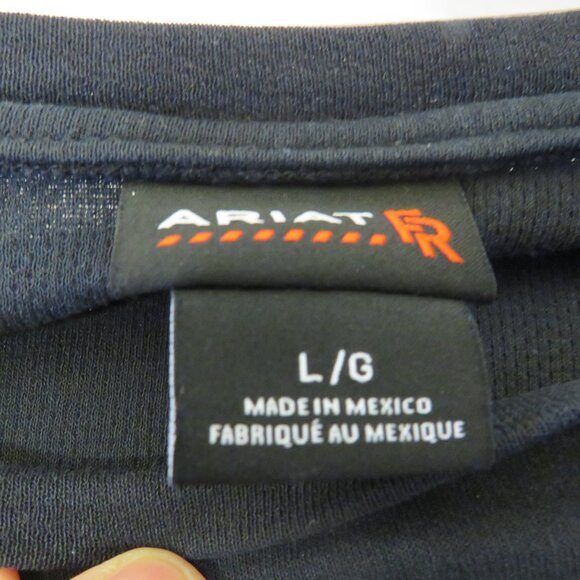 ARIAT FR
L/G
MADE IN MEXICO
FABRIQUÉ AU MEXIQUE